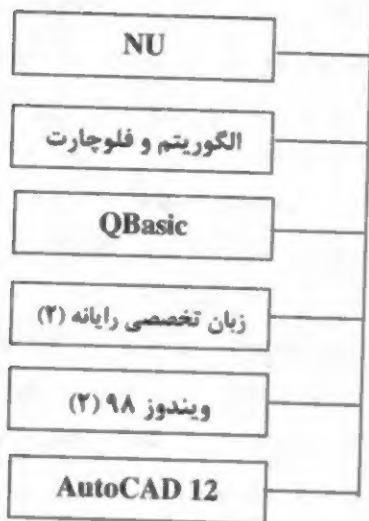 NU
الگوریتم و فلوچارت
QBasic
زبان تخصصی رایانه (۲)
ویندوز ۹۸ (۲)
AutoCAD 12